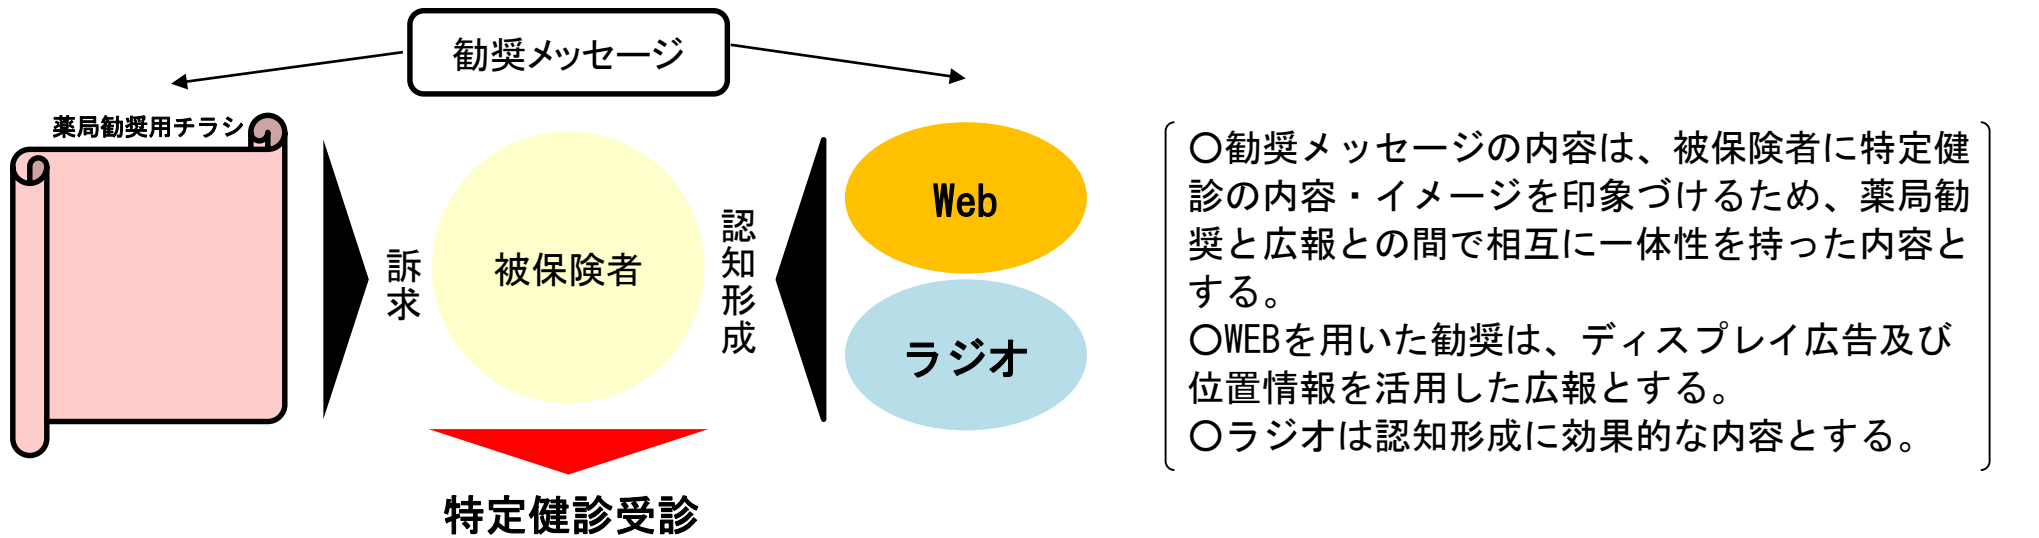 勧奨メッセージ
薬局勧奨用チラシ
訴求
被保険者
認知形成
Web
ラジオ
特定健診受診
〇勧奨メッセージの内容は、被保険者に特定健
診の内容・イメージを印象づけるため、薬局勧
奨と広報との間で相互に一体性を持った内容と
する。
〇WEBを用いた勧奨は、ディスプレイ広告及び
位置情報を活用した広報とする。
〇ラジオは認知形成に効果的な内容とする。